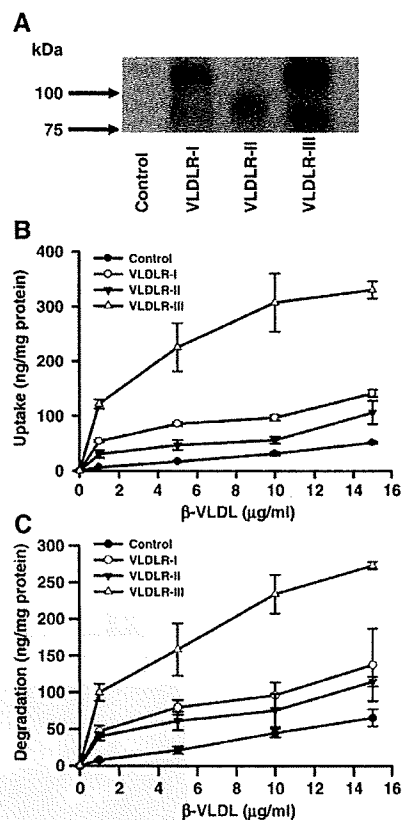 A
kDa
100
75
Control
VLDLR-I
VLDLR-II
VLDLR-III
B
400
300
200
100
0
Uptake (ng/mg protein)
Control
VLDLR-I
VLDLR-II
VLDLR-III
0 2 4 6 8 10 12 14 16
β-VLDL (μg/ml)
C
300
250
200
150
100
50
0
Degradation (ng/mg protein)
Control
VLDLR-I
VLDLR-II
VLDLR-III
0 2 4 6 8 10 12 14 16
β-VLDL (μg/ml)